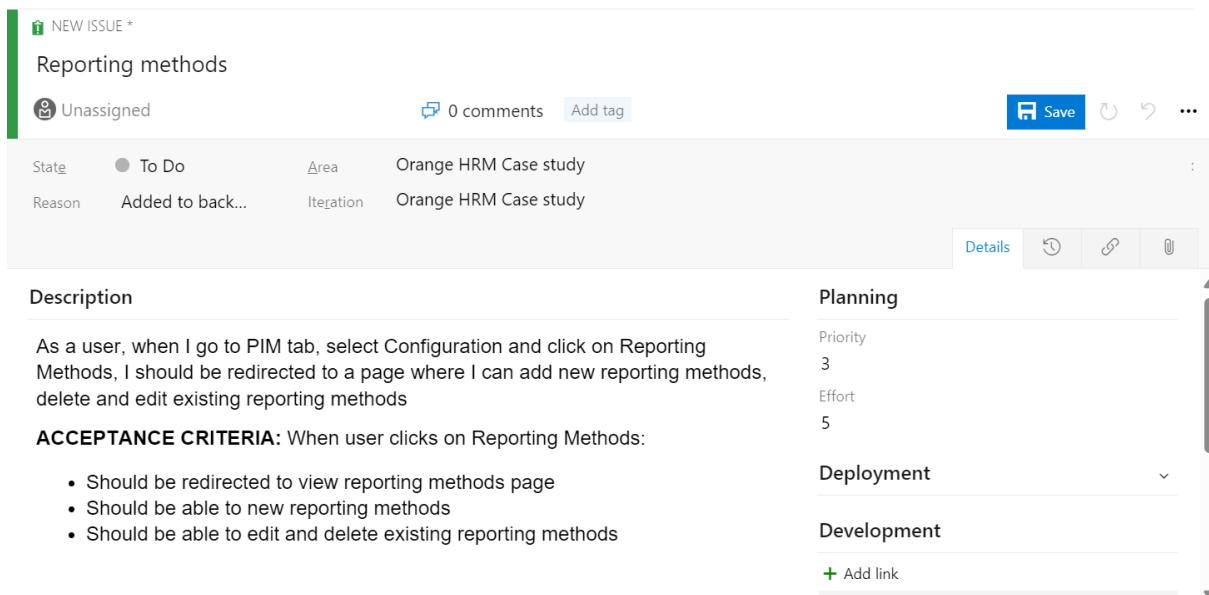 NEW ISSUE *
Reporting methods
Unassigned
0 comments
Add tag
Save
State
To Do
Area
Orange HRM Case study
Reason
Added to back...
Iteration
Orange HRM Case study
Details
Description
As a user, when I go to PIM tab, select Configuration and click on Reporting
Methods, I should be redirected to a page where I can add new reporting methods,
delete and edit existing reporting methods
ACCEPTANCE CRITERIA: When user clicks on Reporting Methods:
• Should be redirected to view reporting methods page
• Should be able to new reporting methods
• Should be able to edit and delete existing reporting methods
Planning
Priority
3
Effort
5
Deployment
Development
+ Add link